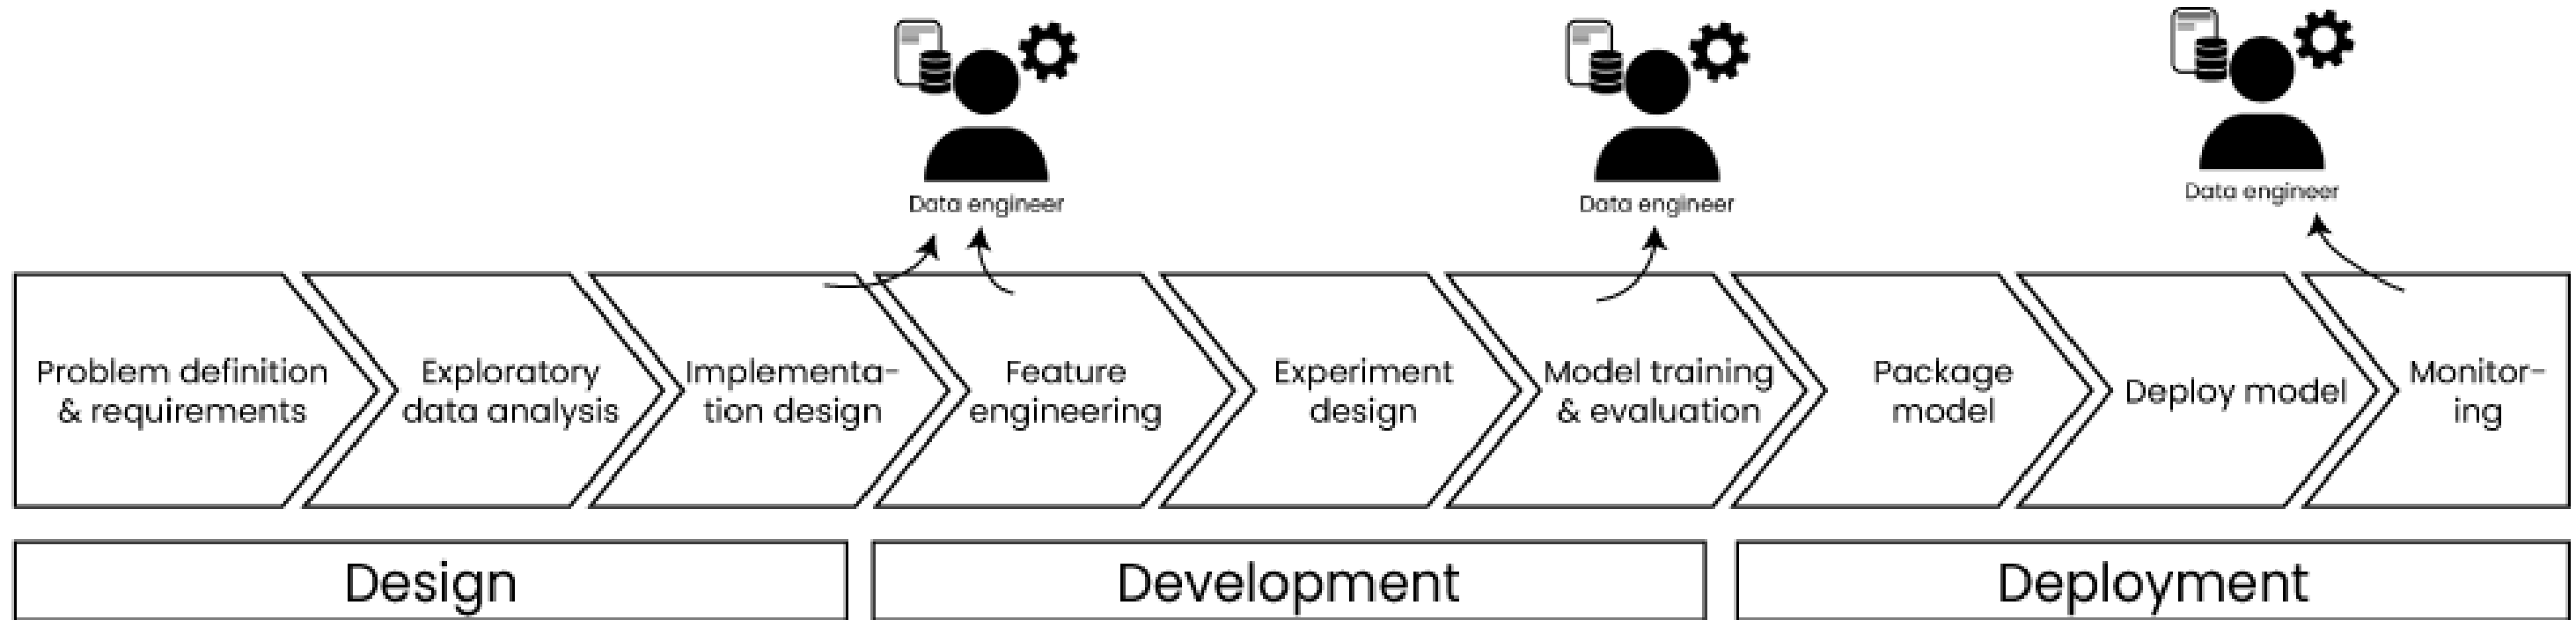 Data engineer
Data engineer
Data engineer
Problem definition
& requirements
Exploratory
data analysis
Implementa-
tion design
Feature
engineering
Experiment
design
Model training
& evaluation
Package
model
Deploy model
Monitor-
ing
Design
Development
Deployment